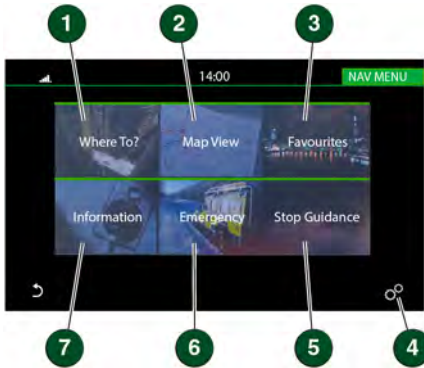 1 2 3
14:00 NAV MENU
Where To? Map View Favourites
Information Emergency Stop Guidance
7 6 5 4